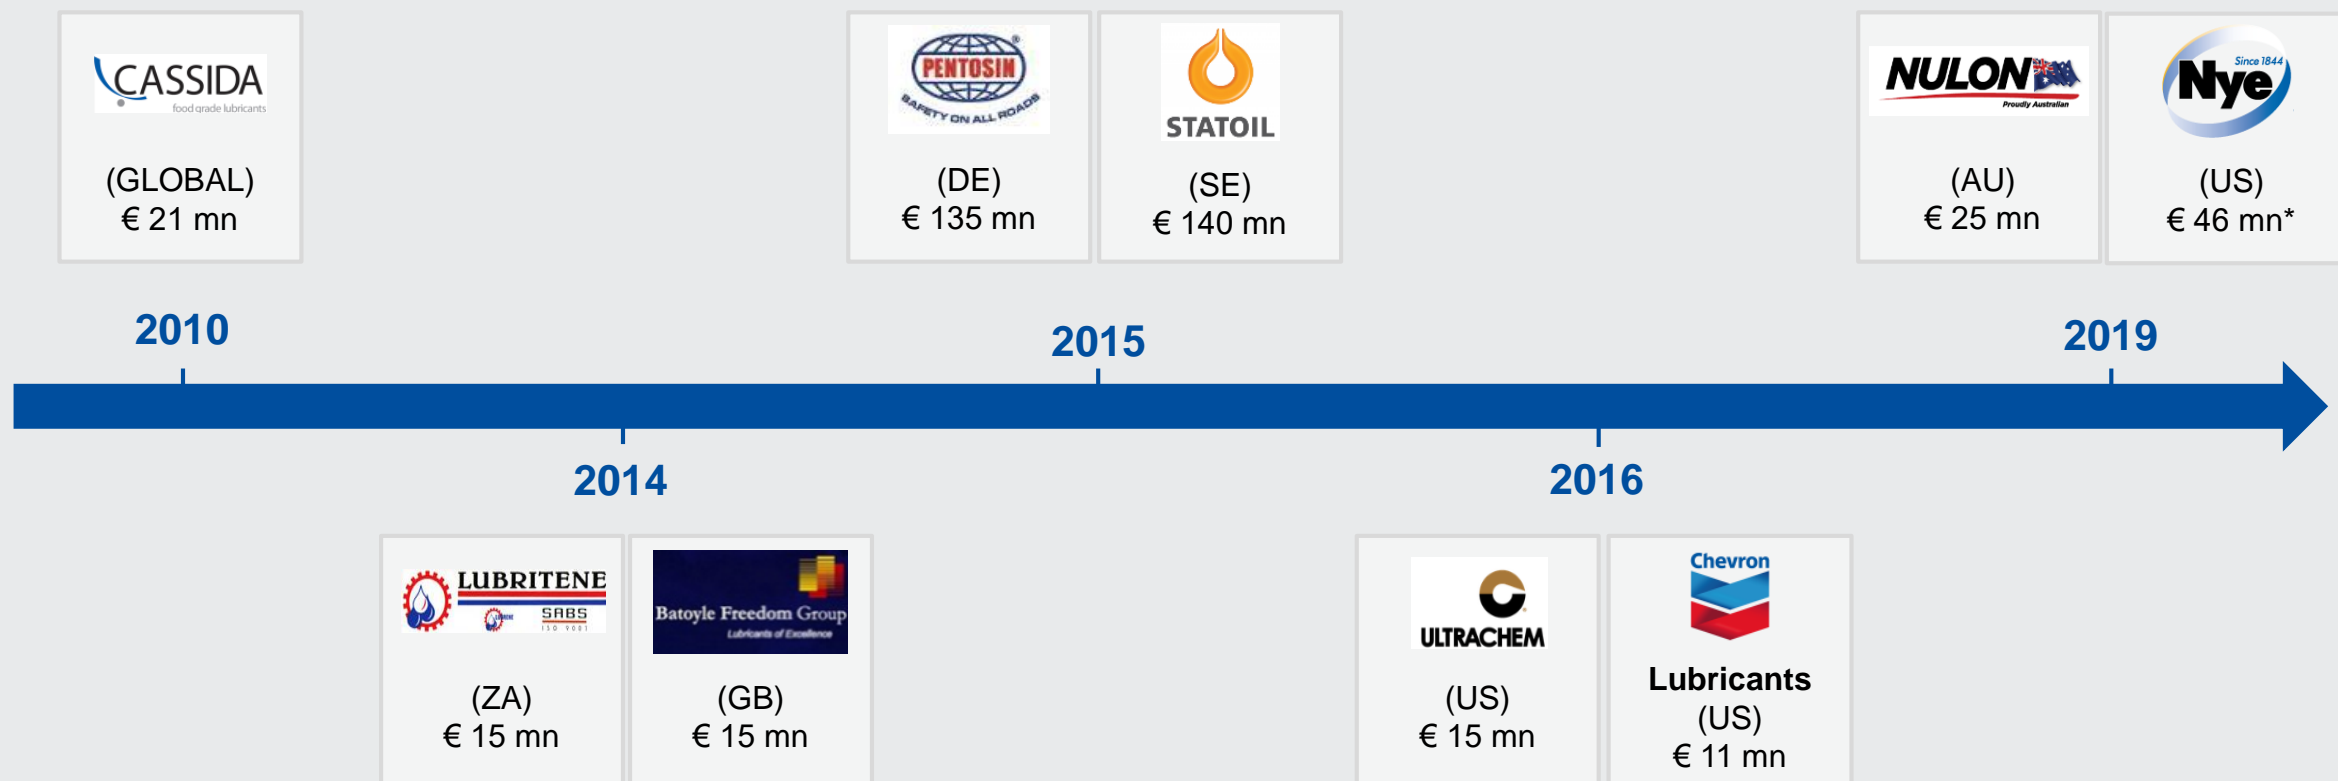 CASSIDA
food grade lubricants
(GLOBAL)
€ 21 mn
PENTOSIN
®
SAFETY ON ALL ROADS
(DE)
€ 135 mn
STATOIL
(SE)
€ 140 mn
NULON
Proudly Australian
(AU)
€ 25 mn
Since 1844
Nye
(US)
€ 46 mn*
2010
2015
2019
2014
2016
LUBRITENE
SABS
ISO 9001
(ZA)
€ 15 mn
Batoyle Freedom Group
Lubricants of Excellence
(GB)
€ 15 mn
ULTRACHEM
(US)
€ 15 mn
Chevron
Lubricants
(US)
€ 11 mn